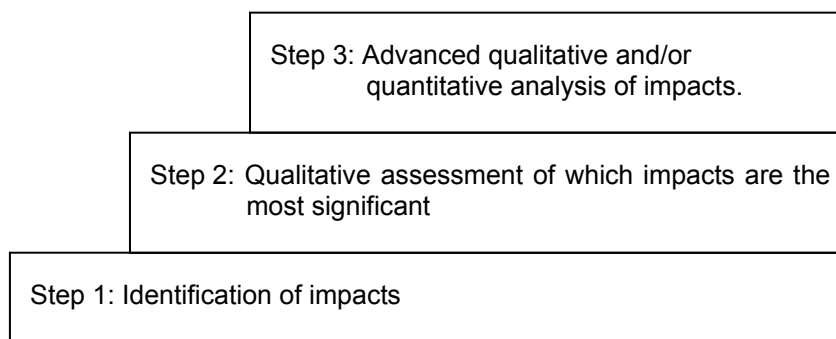 Step 3: Advanced qualitative and/or
quantitative analysis of impacts.
Step 2: Qualitative assessment of which impacts are the
most significant
Step 1: Identification of impacts